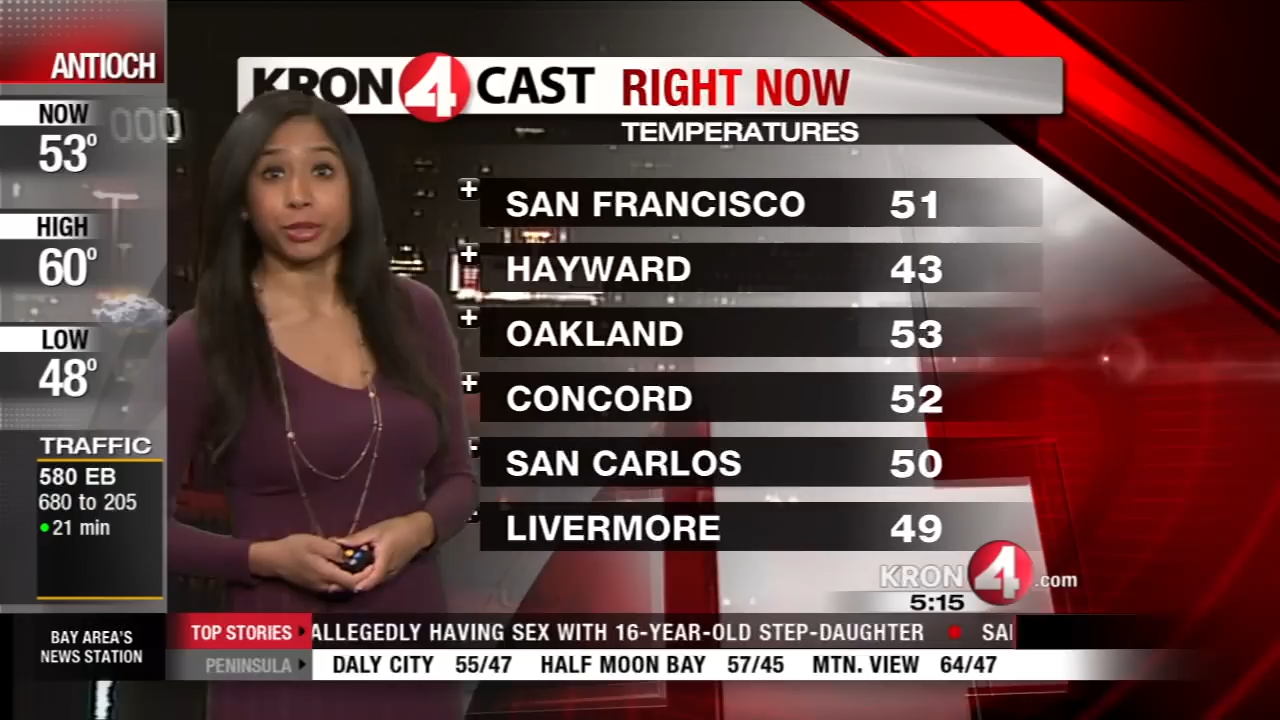 ANTIOCH
NOW
53°
HIGH
60°
LOW
48°
TRAFFIC
580 EB
680 to 205
21 min
BAY AREA'S
NEWS STATION
000
KRON 4 CAST RIGHT NOW
TEMPERATURES
SAN FRANCISCO 51
HAYWARD 43
OAKLAND 53
CONCORD 52
SAN CARLOS 50
LIVERMORE 49
KRON 4 .com
5:15
TOP STORIES ALLEGEDLY HAVING SEX WITH 16-YEAR-OLD STEP-DAUGHTER
PENINSULA DALY CITY 55/47 HALF MOON BAY 57/45 MTN. VIEW 64/47